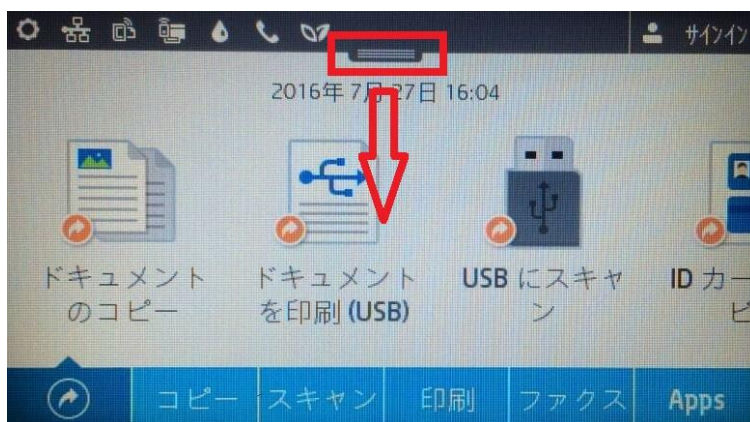 サインイン
2016年 7月 27日 16:04
ドキュメント
のコピー
ドキュメント
を印刷 (USB)
USB にスキャ
ン
ID カー
ピ
コピー
スキャン
印刷
ファクス
Apps